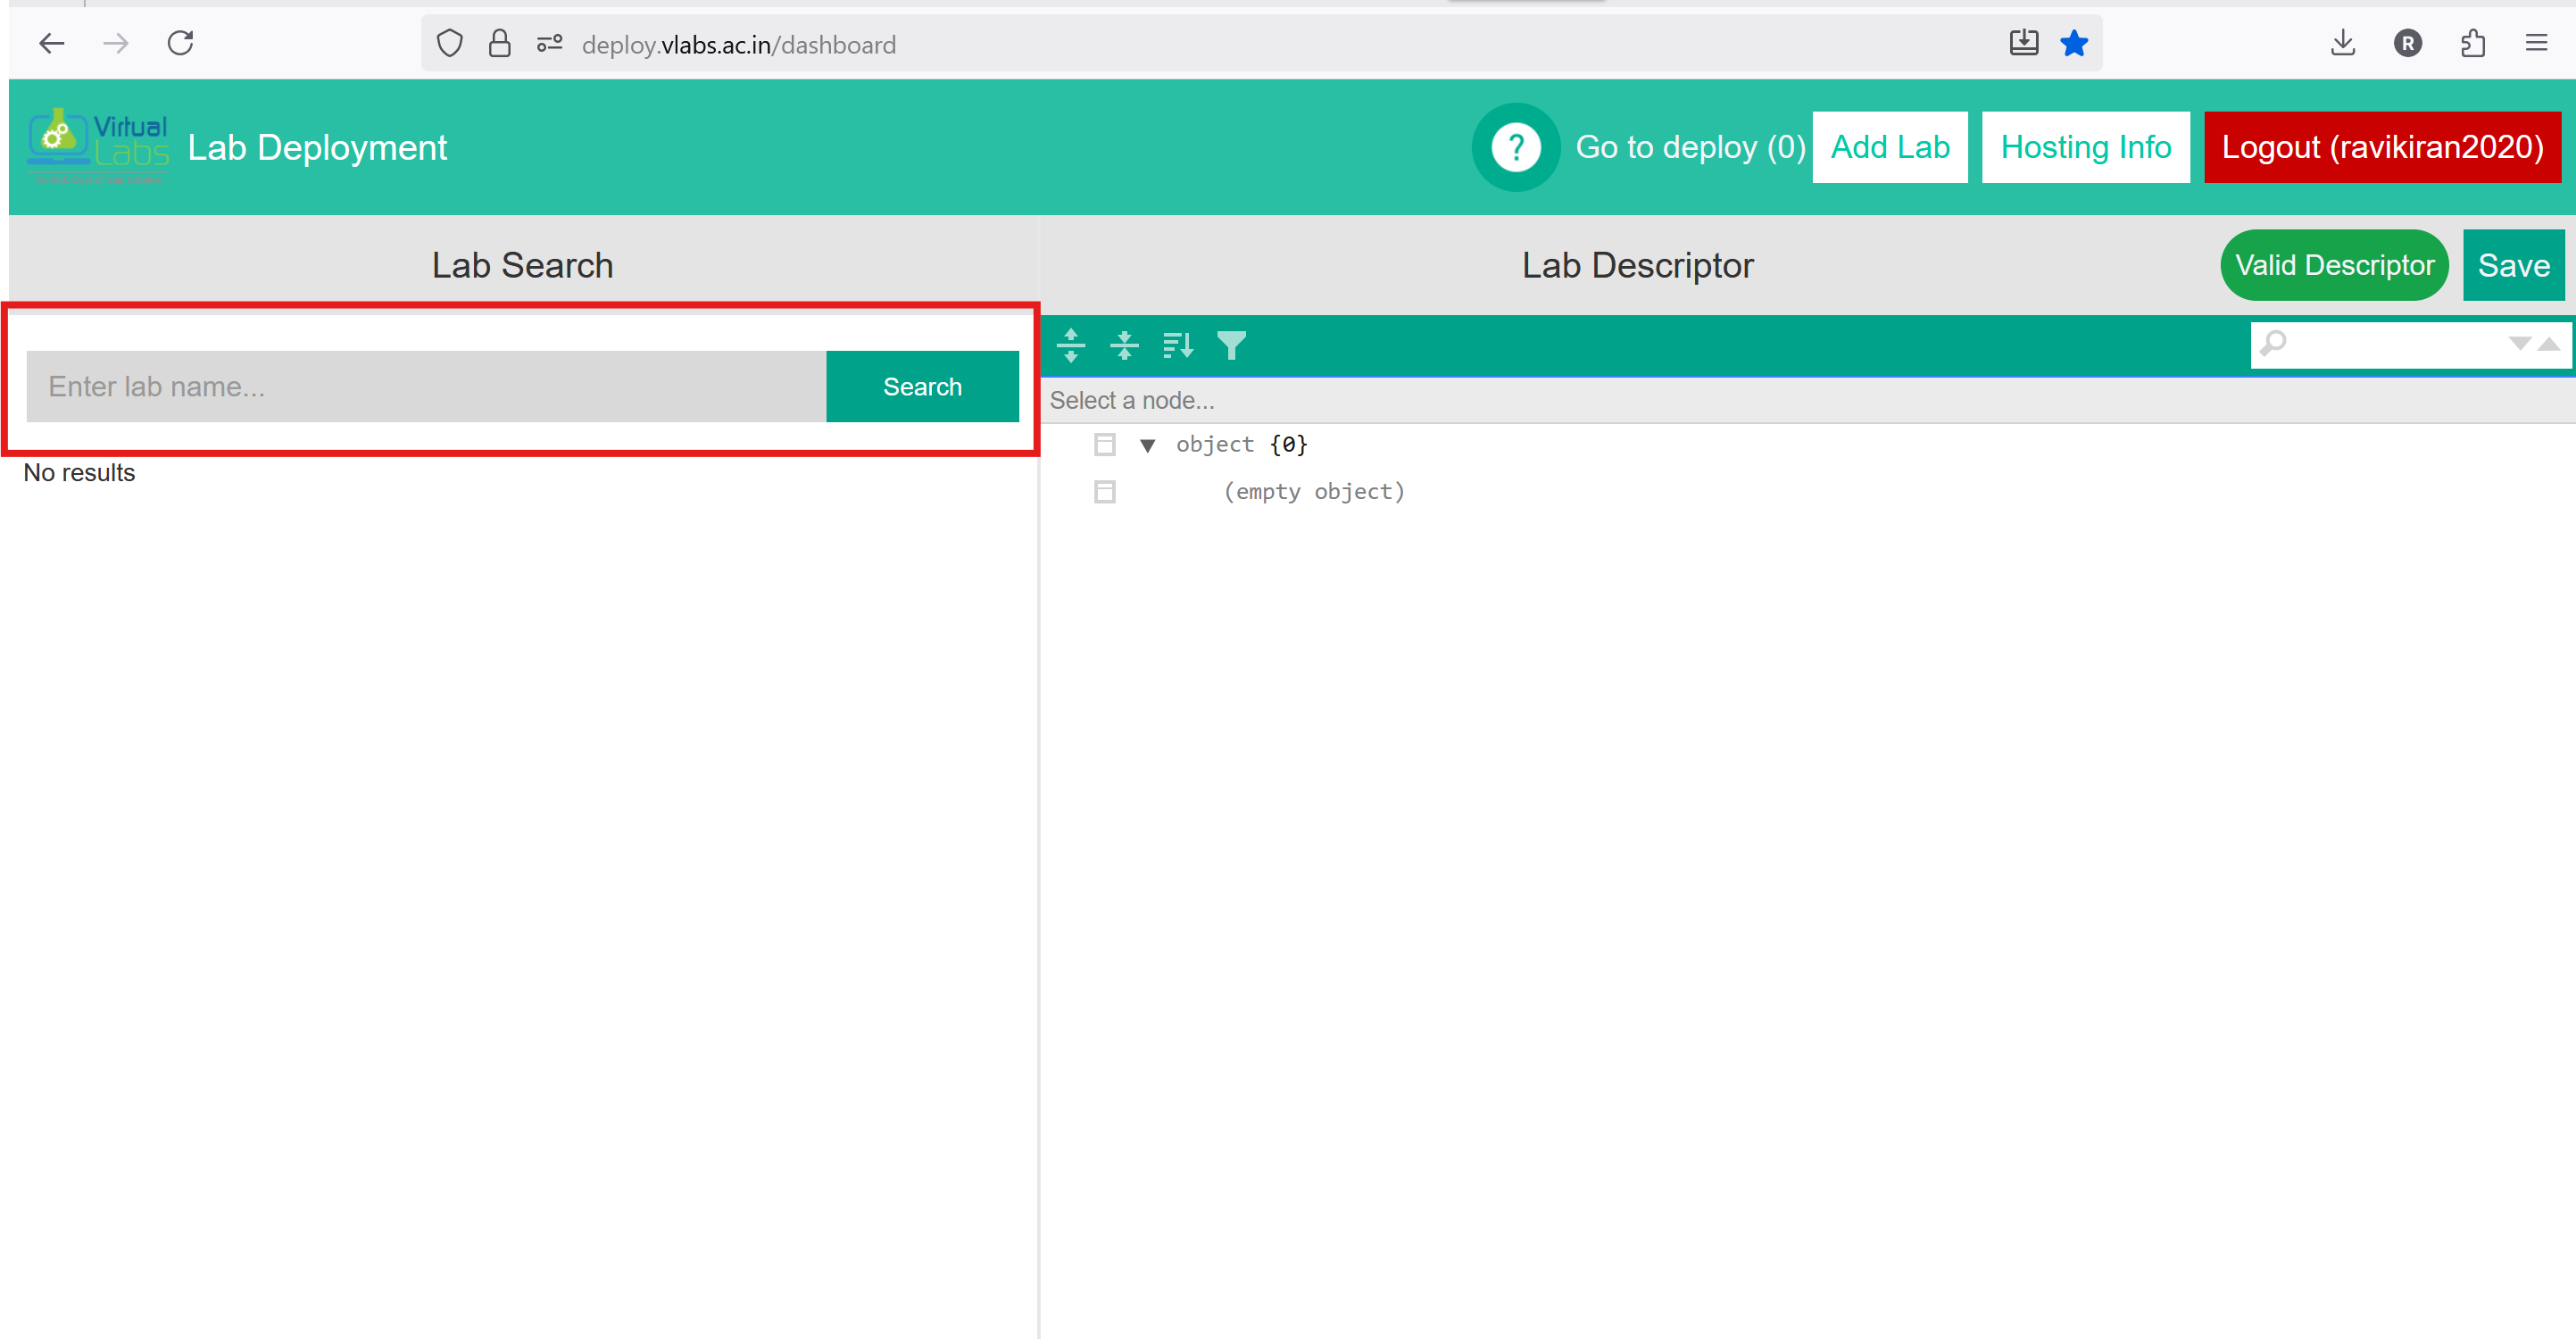 deploy.vlabs.ac.in/dashboard
R
Virtual
Labs
Lab Deployment
?
Go to deploy (0)
Add Lab
Hosting Info
Logout (ravikiran2020)
Lab Search
Lab Descriptor
Valid Descriptor
Save
Enter lab name...
Search
Select a node...
object {0}
(empty object)
No results